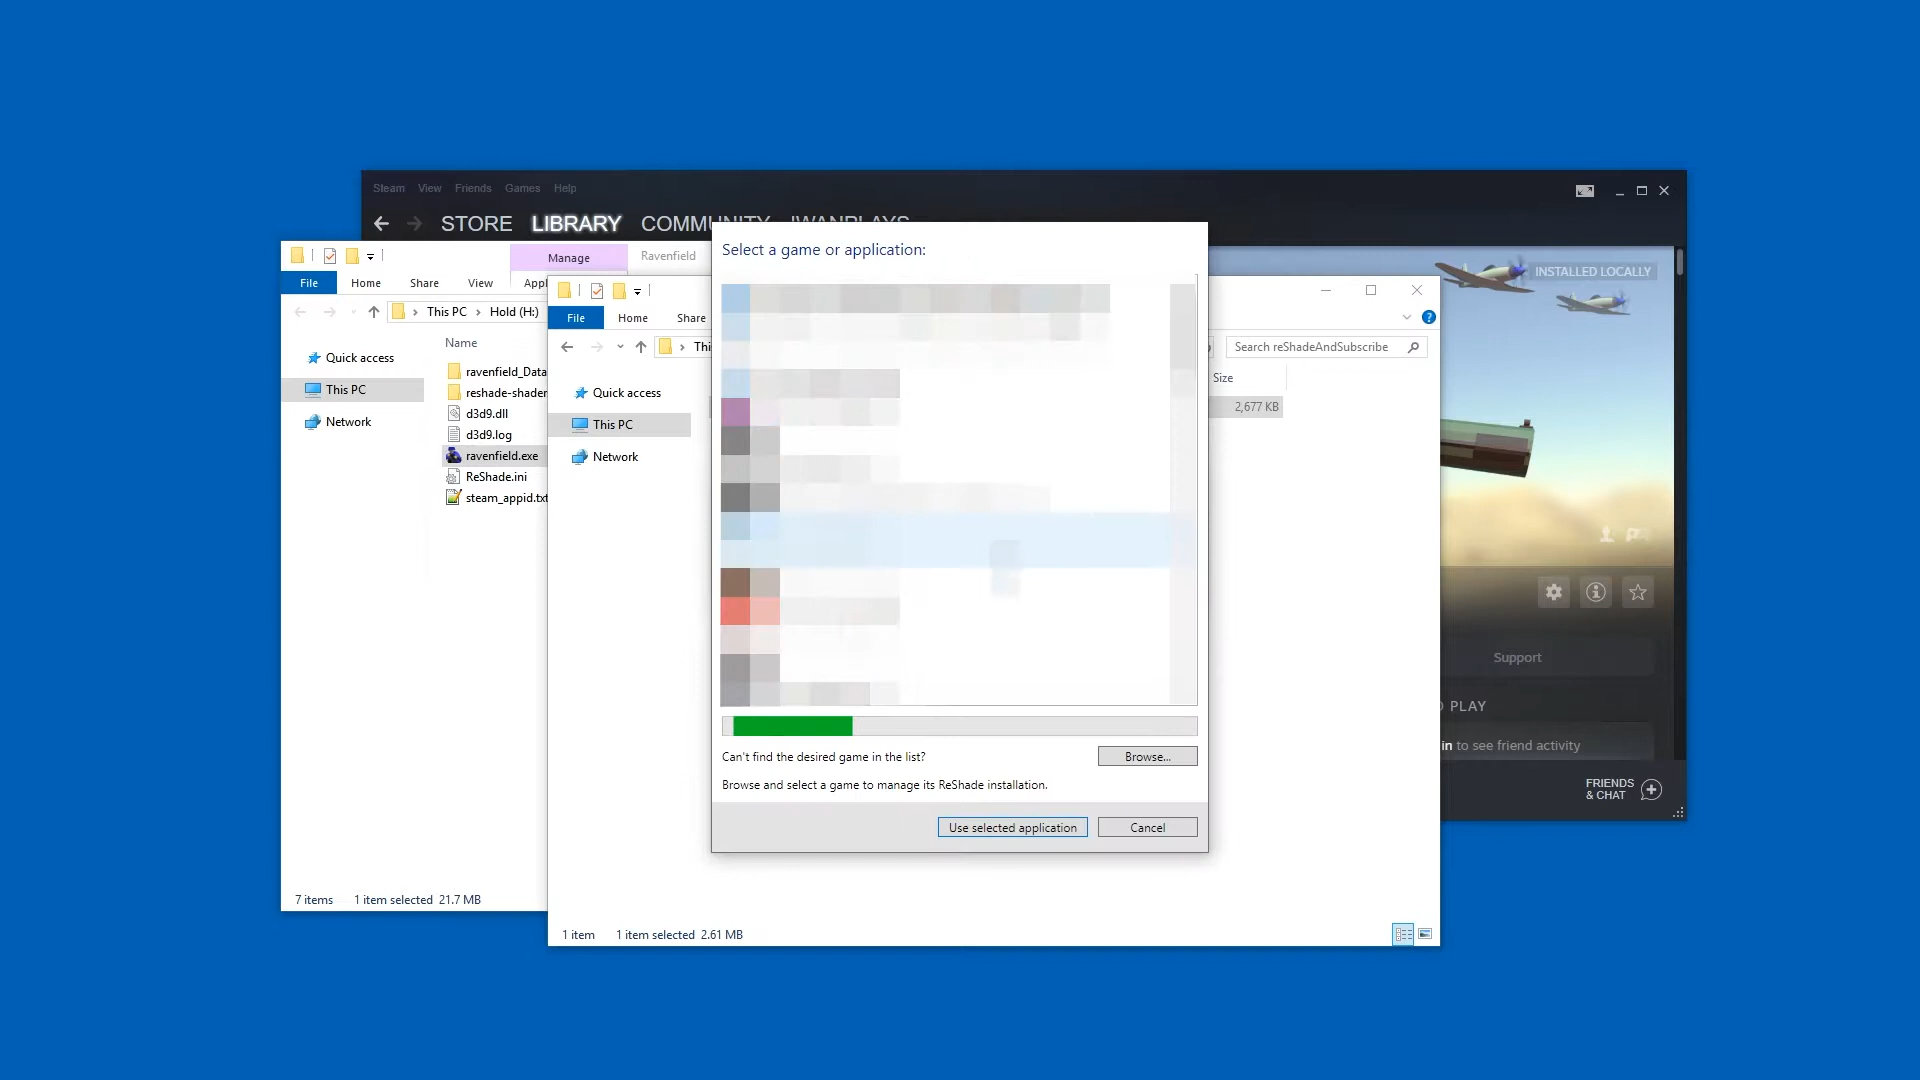 Steam View Friends Games Help
STORE LIBRARY
INSTALLED LOCALLY
Support
PLAY
in to see friend activity
FRIENDS
& CHAT
Manage
Ravenfield
File Home Share View
This PC > Hold (H:)
Quick access
This PC
Network
Name
ravenfield_Data
d3d9.dll
d3d9.log
ravenfield.exe
ReShade.ini
steam_appid.txt
7 items 1 item selected 21.7 MB
File Home Share
Search reShadeAndSubscribe
Quick access
This PC
Network
Size
2,677 KB
1 item 1 item selected 2.61 MB
Select a game or application:
Can't find the desired game in the list?
Browse...
Browse and select a game to manage its ReShade installation.
Use selected application
Cancel